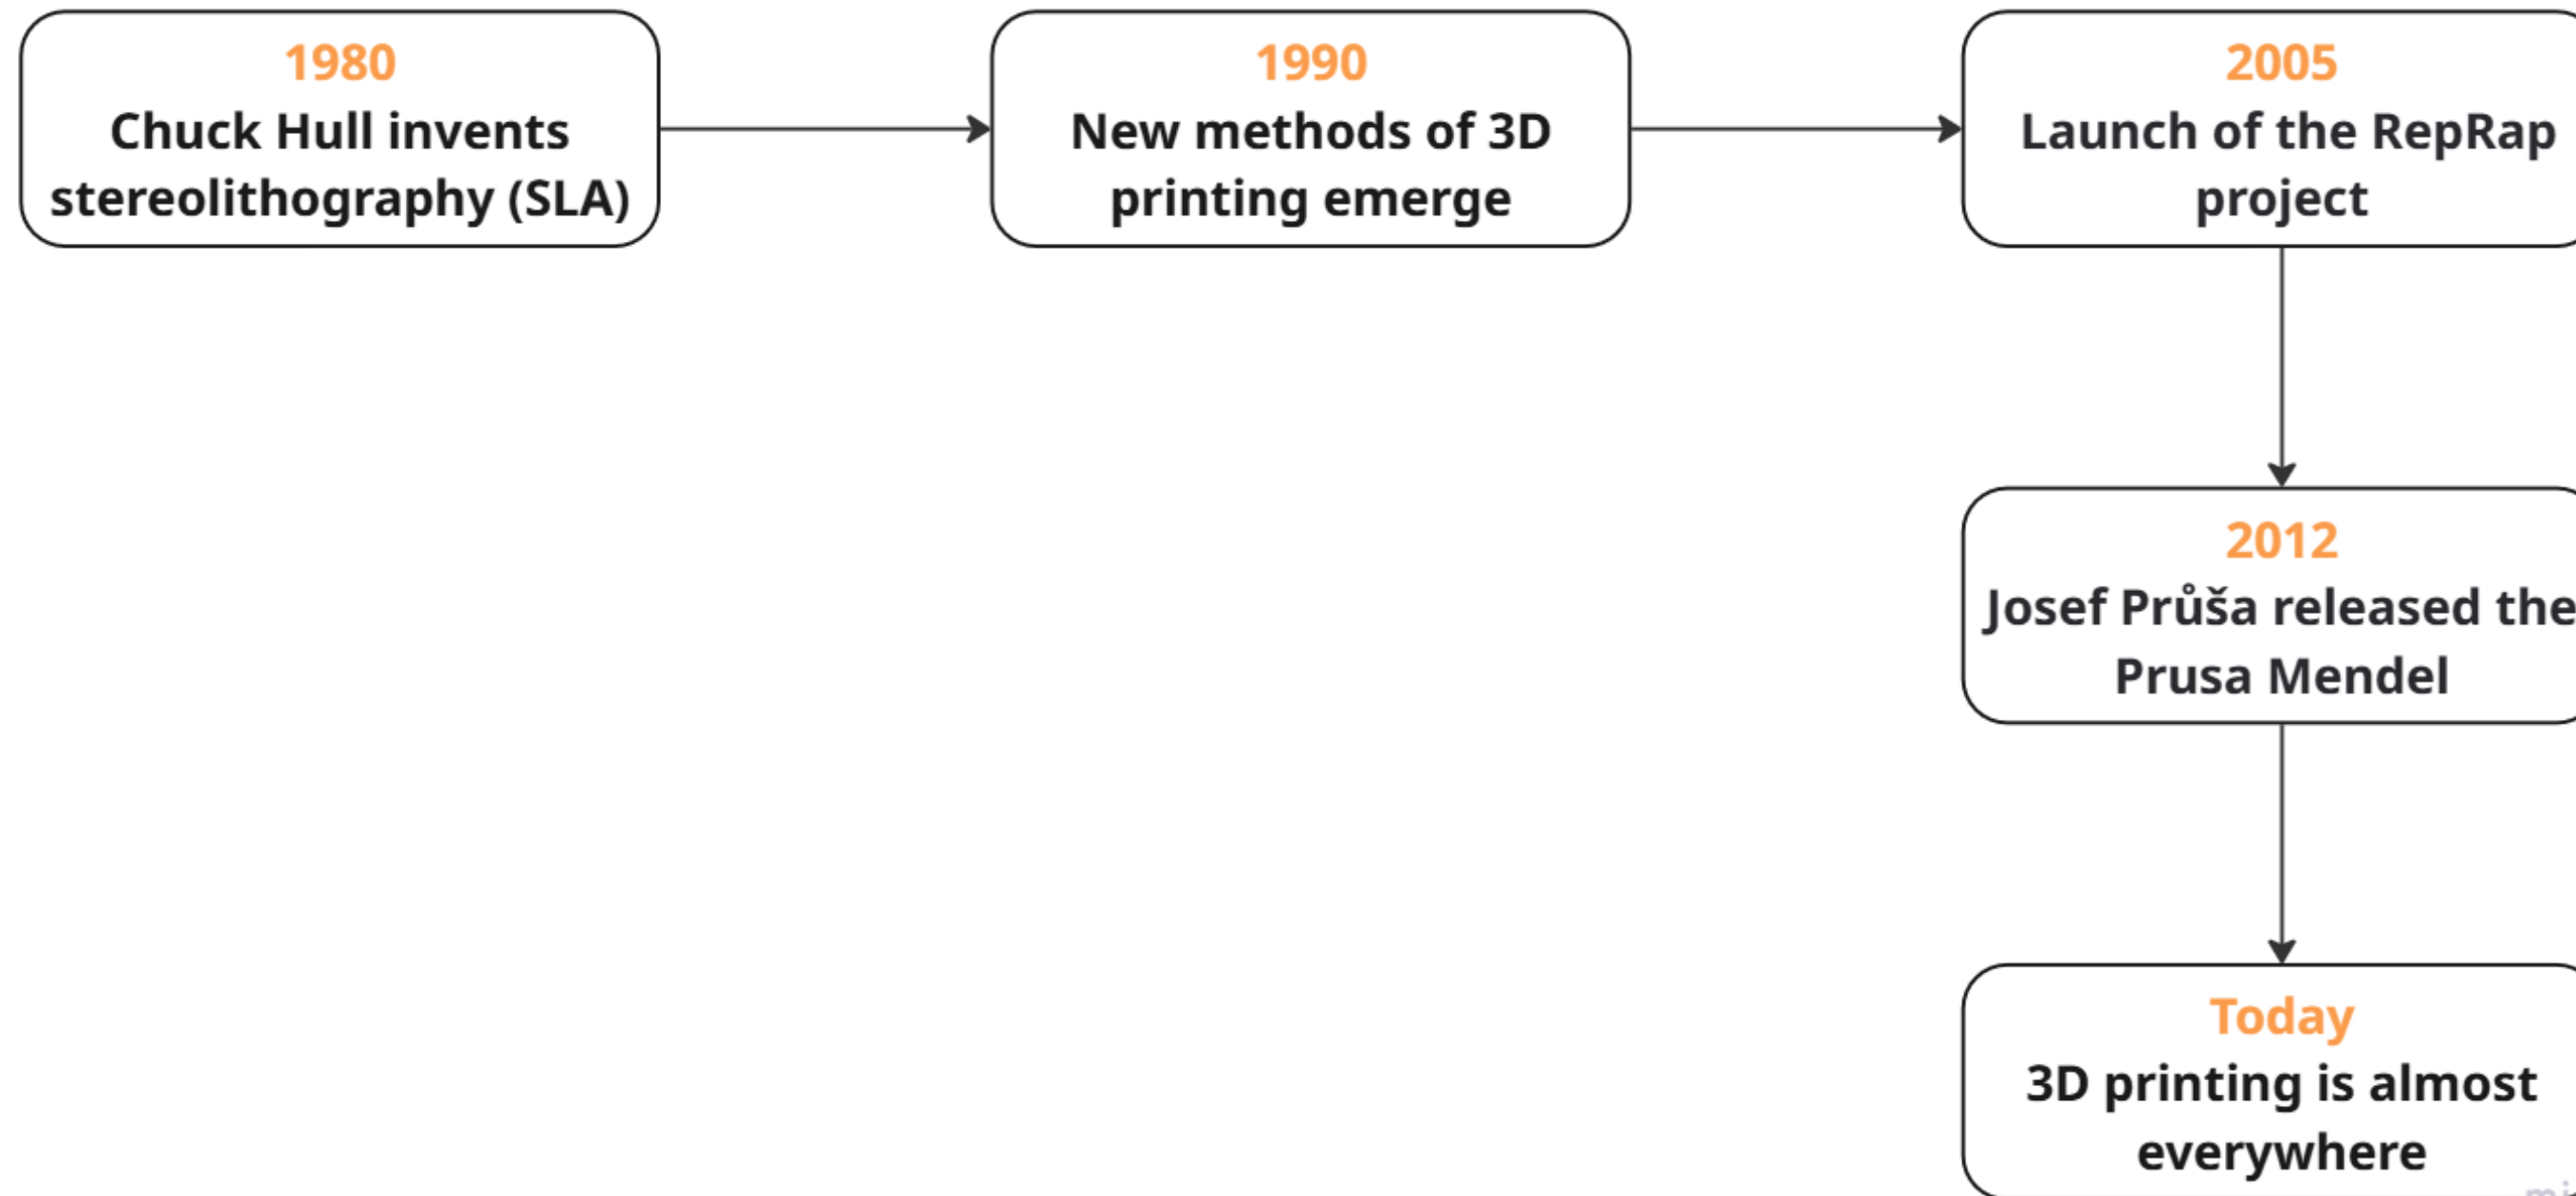 1980
Chuck Hull invents
stereolithography (SLA)
1990
New methods of 3D
printing emerge
2005
Launch of the RepRap
project
2012
Josef Průša released the
Prusa Mendel
Today
3D printing is almost
everywhere